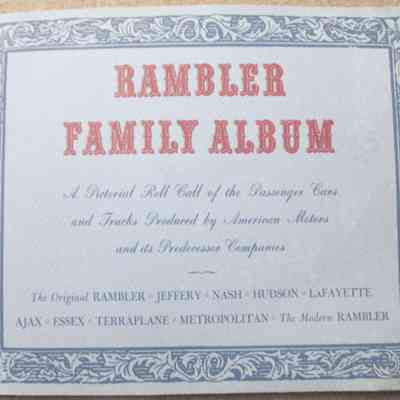 RAMBLER
FAMILY ALBUM
A Pictorial Roll Call of the Passenger Cars
and Trucks Produced by American Motors
and its Predecessor Companies
The Original RAMBLER • JEFFERY • NASH • HUDSON • LaFAYETTE
AJAX • ESSEX • TERRAPLANE • METROPOLITAN • The Modern RAMBLER